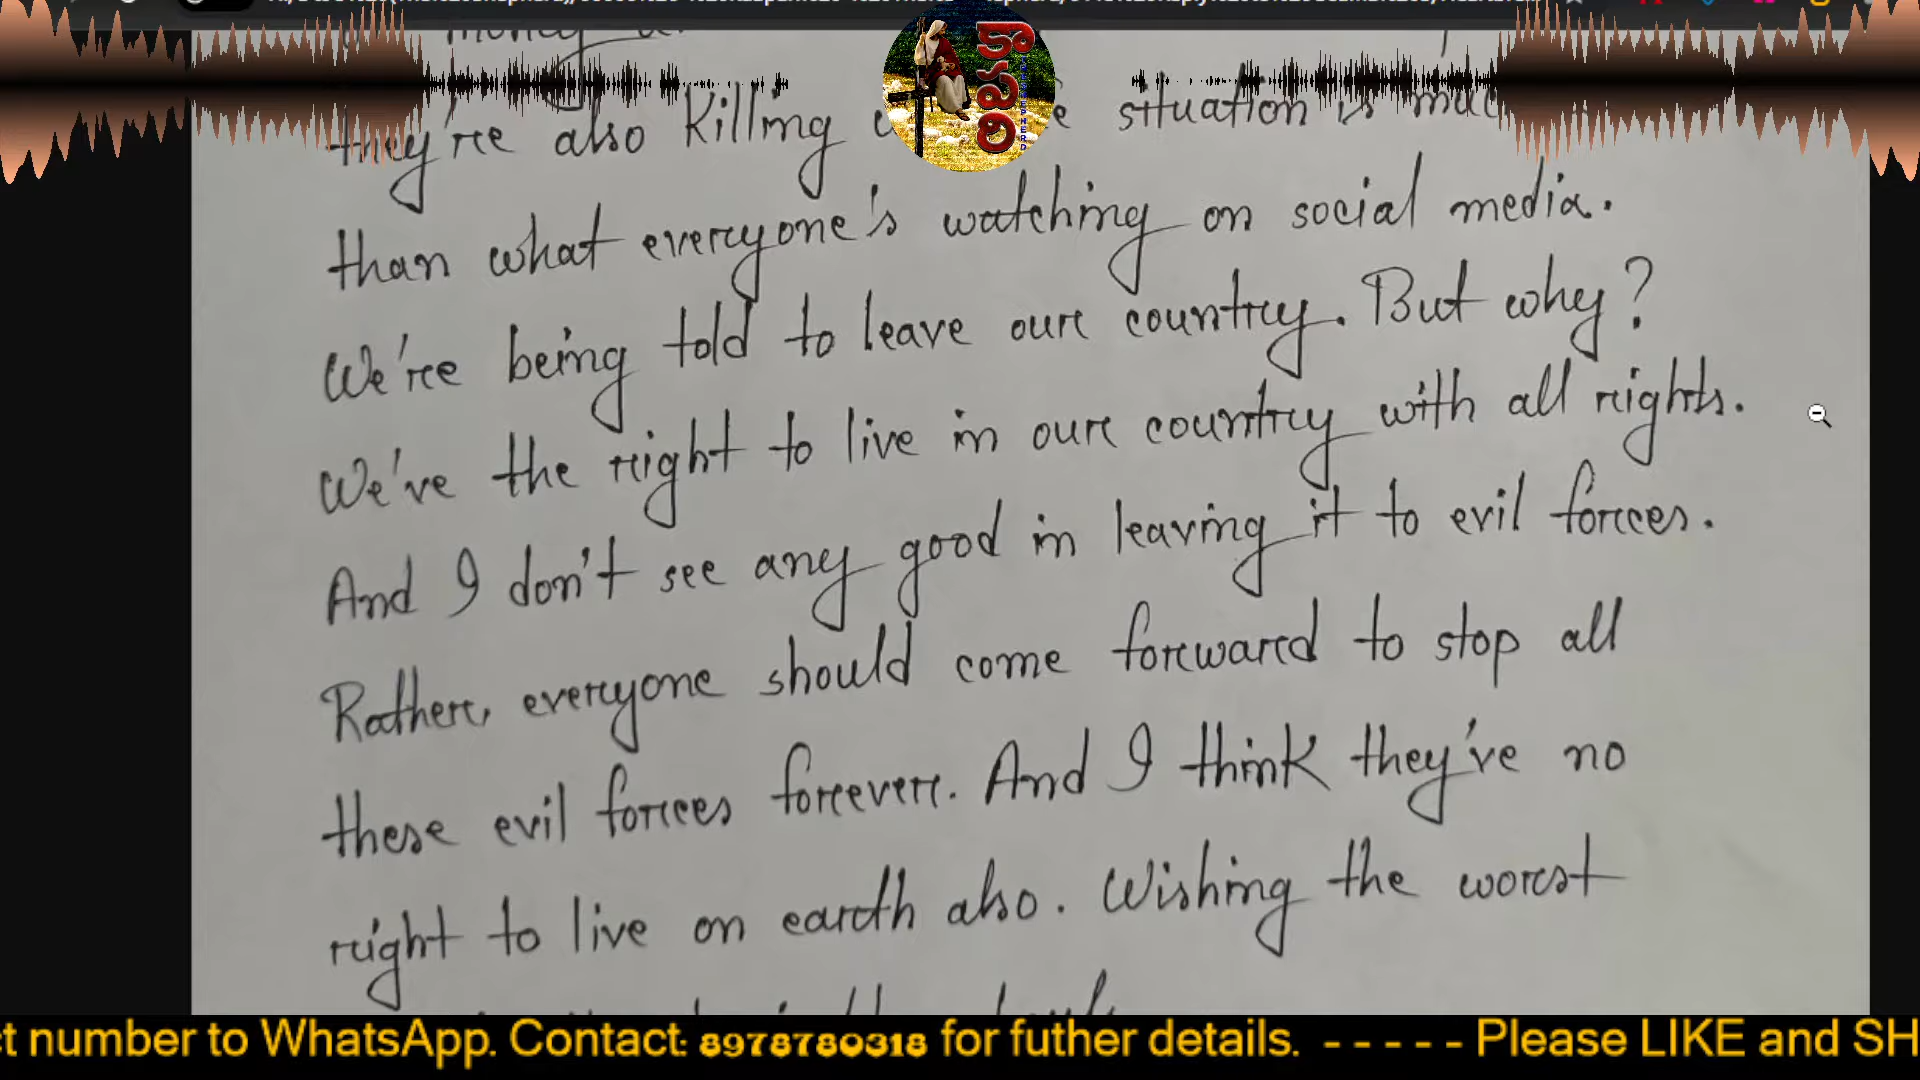 money
కాపరి
SHEPHERD
they're also killing situation is
than what everyone's watching on social media.
We're being told to leave our country. But why?
We've the right to live in our country with all rights.
And I don't see any good in leaving it to evil forces.
Rather, everyone should come forward to stop all
these evil forces forever. And I think they've no
right to live on earth also. Wishing the worst
t number to WhatsApp. Contact: 8978780318 for futher details. - - - - - Please LIKE and SH